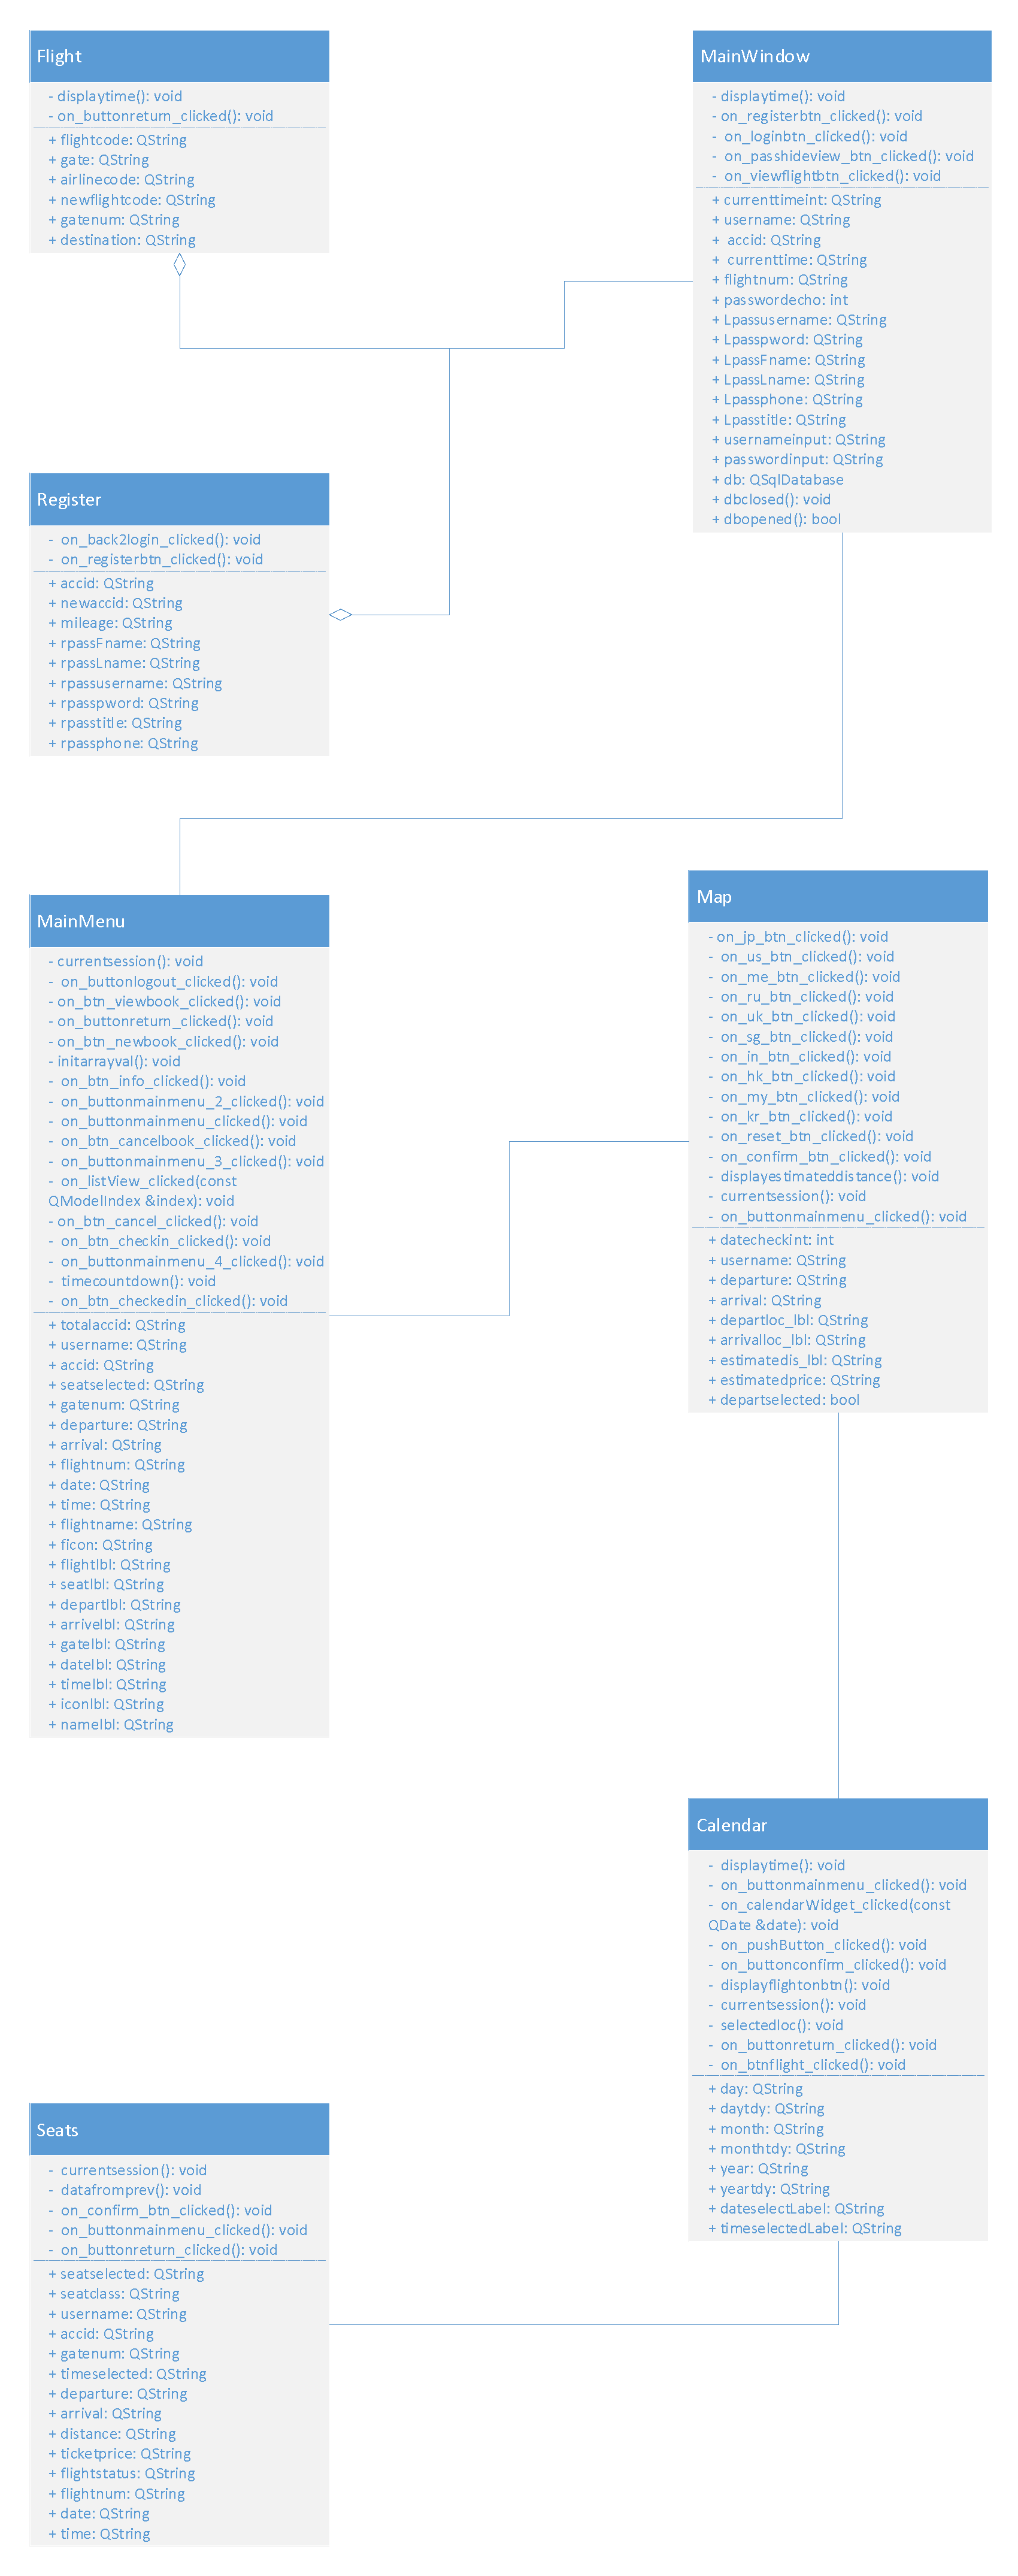 Flight
- displaytime(): void
- on_buttonreturn_clicked(): void
+ flightcode: QString
+ gate: QString
+ airlinecode: QString
+ newflightcode: QString
+ gatenum: QString
+ destination: QString
MainWindow
- displaytime(): void
- on_registerbtn_clicked(): void
- on_loginbtn_clicked(): void
- on_passhideview_btn_clicked(): void
- on_viewflightbtn_clicked(): void
+ currenttimeint: QString
+ username: QString
+ accid: QString
+ currenttime: QString
+ flightnum: QString
+ passwordecho: int
+ Lpassusername: QString
+ Lpasspword: QString
+ LpassFname: QString
+ LpassLname: QString
+ Lpassphone: QString
+ Lpasstitle: QString
+ usernameinput: QString
+ passwordinput: QString
+ db: QSqlDatabase
+ dbclosed(): void
+ dbopened(): bool
Register
- on_back2login_clicked(): void
- on_registerbtn_clicked(): void
+ accid: QString
+ newaccid: QString
+ mileage: QString
+ rpassFname: QString
+ rpassLname: QString
+ rpassusername: QString
+ rpasspword: QString
+ rpasstitle: QString
+ rpassphone: QString
MainMenu
- currentsession(): void
- on_buttonlogout_clicked(): void
- on_btn_viewbook_clicked(): void
- on_buttonreturn_clicked(): void
- on_btn_newbook_clicked(): void
- initarrayval(): void
- on_btn_info_clicked(): void
- on_buttonmainmenu_2_clicked(): void
- on_buttonmainmenu_clicked(): void
- on_btn_cancelbook_clicked(): void
- on_buttonmainmenu_3_clicked(): void
- on_listView_clicked(const
QModelIndex &index): void
- on_btn_cancel_clicked(): void
- on_btn_checkin_clicked(): void
- on_buttonmainmenu_4_clicked(): void
- timecountdown(): void
- on_btn_checkedin_clicked(): void
+ totalaccid: QString
+ username: QString
+ accid: QString
+ seatselected: QString
+ gatenum: QString
+ departure: QString
+ arrival: QString
+ flightnum: QString
+ date: QString
+ time: QString
+ flightname: QString
+ ficon: QString
+ flightlbl: QString
+ seatlbl: QString
+ departlbl: QString
+ arrivelbl: QString
+ gatelbl: QString
+ datelbl: QString
+ timelbl: QString
+ iconlbl: QString
+ namelbl: QString
Map
- on_jp_btn_clicked(): void
- on_us_btn_clicked(): void
- on_me_btn_clicked(): void
- on_ru_btn_clicked(): void
- on_uk_btn_clicked(): void
- on_sg_btn_clicked(): void
- on_in_btn_clicked(): void
- on_hk_btn_clicked(): void
- on_my_btn_clicked(): void
- on_kr_btn_clicked(): void
- on_reset_btn_clicked(): void
- on_confirm_btn_clicked(): void
- displayestimateddistance(): void
- currentsession(): void
- on_buttonmainmenu_clicked(): void
+ datecheckint: int
+ username: QString
+ departure: QString
+ arrival: QString
+ departloc_lbl: QString
+ arrivalloc_lbl: QString
+ estimatedis_lbl: QString
+ estimatedprice: QString
+ departselected: bool
Calendar
- displaytime(): void
- on_buttonmainmenu_clicked(): void
- on_calendarWidget_clicked(const
QDate &date): void
- on_pushButton_clicked(): void
- on_buttonconfirm_clicked(): void
- displayflightonbtn(): void
- currentsession(): void
- selectedloc(): void
- on_buttonreturn_clicked(): void
- on_btnflight_clicked(): void
+ day: QString
+ daytdy: QString
+ month: QString
+ monthtdy: QString
+ year: QString
+ yeartdy: QString
+ dateselectLabel: QString
+ timeselectedLabel: QString
Seats
- currentsession(): void
- datafromprev(): void
- on_confirm_btn_clicked(): void
- on_buttonmainmenu_clicked(): void
- on_buttonreturn_clicked(): void
+ seatselected: QString
+ seatclass: QString
+ username: QString
+ accid: QString
+ gatenum: QString
+ timeselected: QString
+ departure: QString
+ arrival: QString
+ distance: QString
+ ticketprice: QString
+ flightstatus: QString
+ flightnum: QString
+ date: QString
+ time: QString